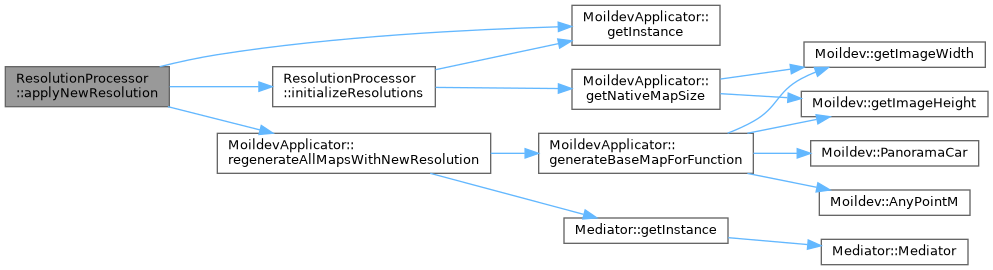 ResolutionProcessor
::applyNewResolution
ResolutionProcessor
::initializeResolutions
MoildevApplicator::
regenerateAllMapsWithNewResolution
MoildevApplicator::
getInstance
MoildevApplicator::
getNativeMapSize
MoildevApplicator::
generateBaseMapForFunction
Mediator::getInstance
Moildev::getImageWidth
Moildev::getImageHeight
Moildev::PanoramaCar
Moildev::AnyPointM
Mediator::Mediator